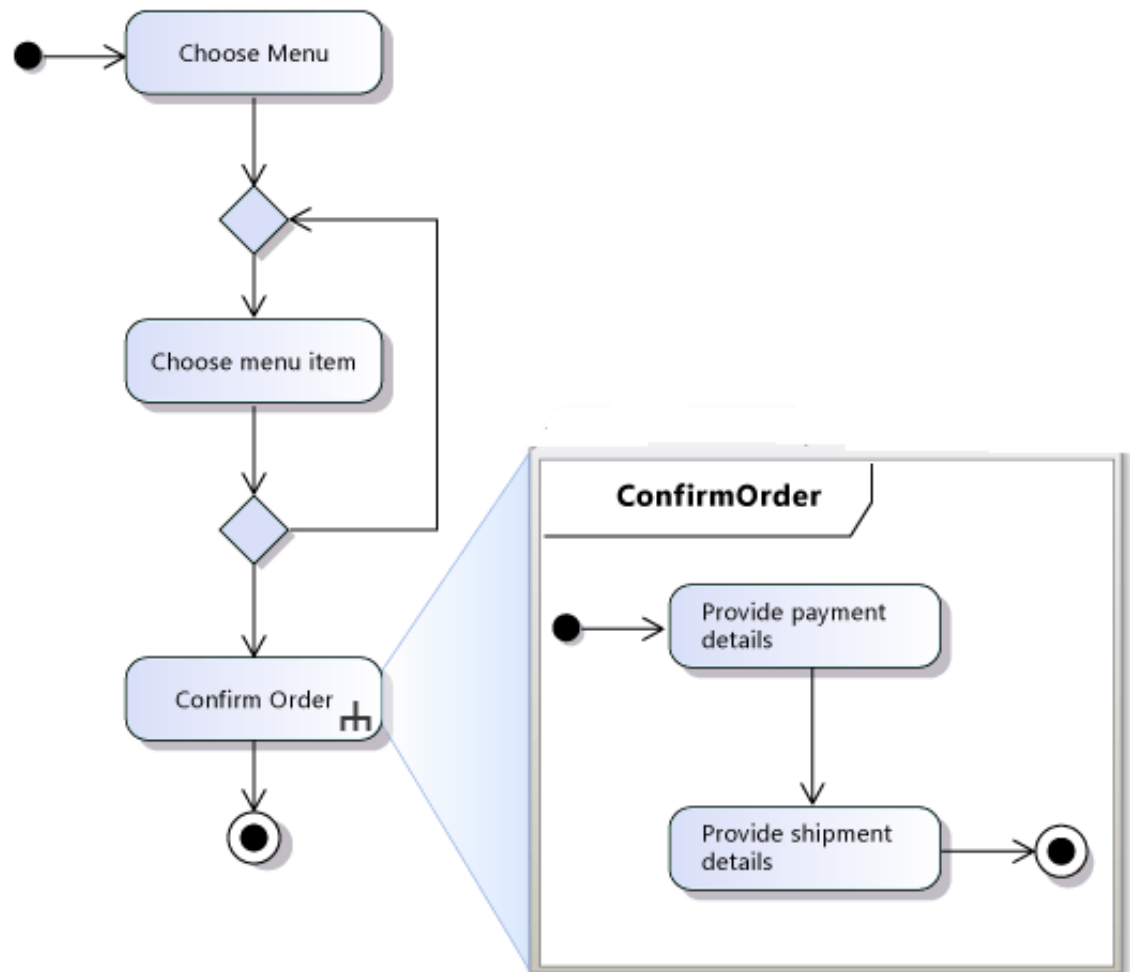 Choose Menu
Choose menu item
Confirm Order
ConfirmOrder
Provide payment
details
Provide shipment
details